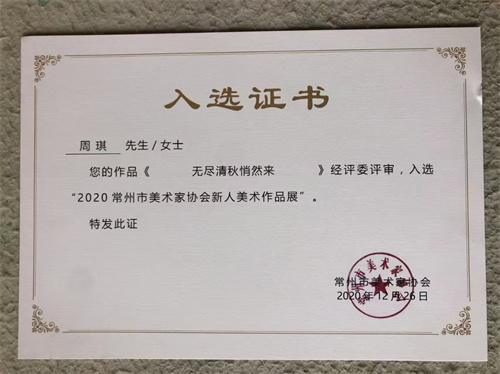 入选证书
周琪 先生/女士
您的作品《 无尽清秋悄然来 》经评委评审，入选
“2020常州市美术家协会新人美术作品展”。
特发此证
常州市美术家协会
2020年12月26日